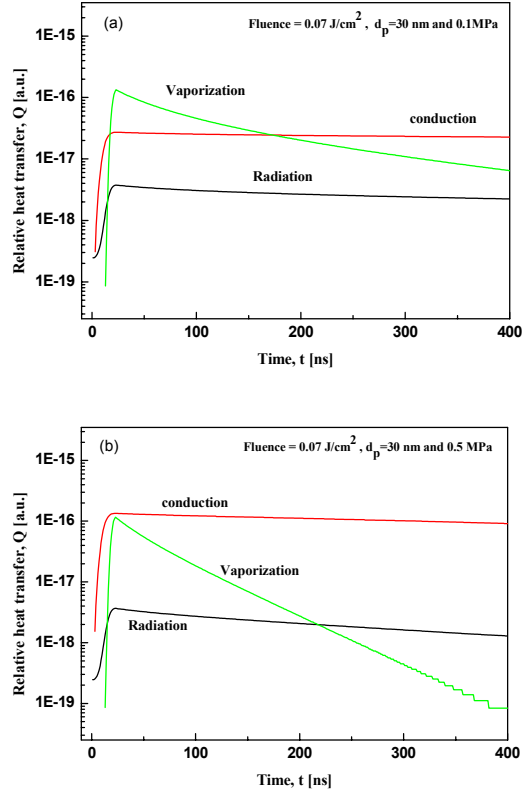 (a)
Fluence = 0.07 J/cm², dp=30 nm and 0.1MPa
1E-15
Vaporization
1E-16
conduction
1E-17
Radiation
1E-18
1E-19
Relative heat transfer, Q [a.u.]
0 100 200 300 400
Time, t [ns]
(b)
Fluence = 0.07 J/cm², dp=30 nm and 0.5 MPa
1E-15
conduction
1E-16
Vaporization
1E-17
Radiation
1E-18
1E-19
Relative heat transfer, Q [a.u.]
0 100 200 300 400
Time, t [ns]